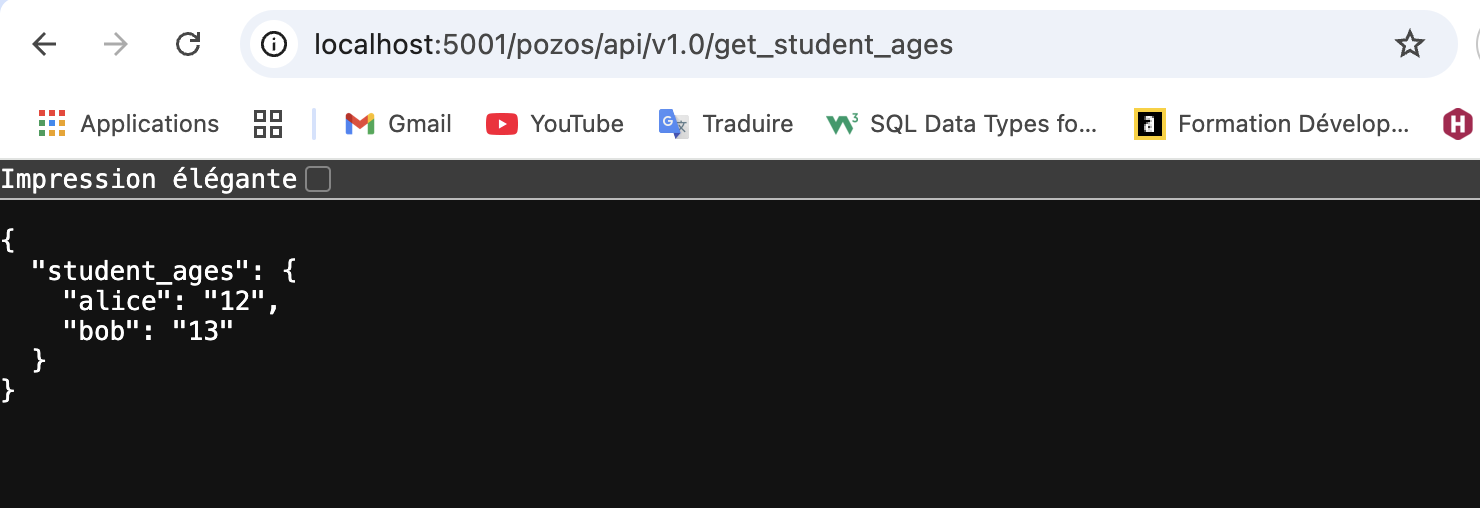 localhost:5001/pozos/api/v1.0/get_student_ages
Applications Gmail YouTube Traduire W3 SQL Data Types fo... a Formation Dévelop... H
Impression élégante
{
"student_ages": {
"alice": "12",
"bob": "13"
}
}